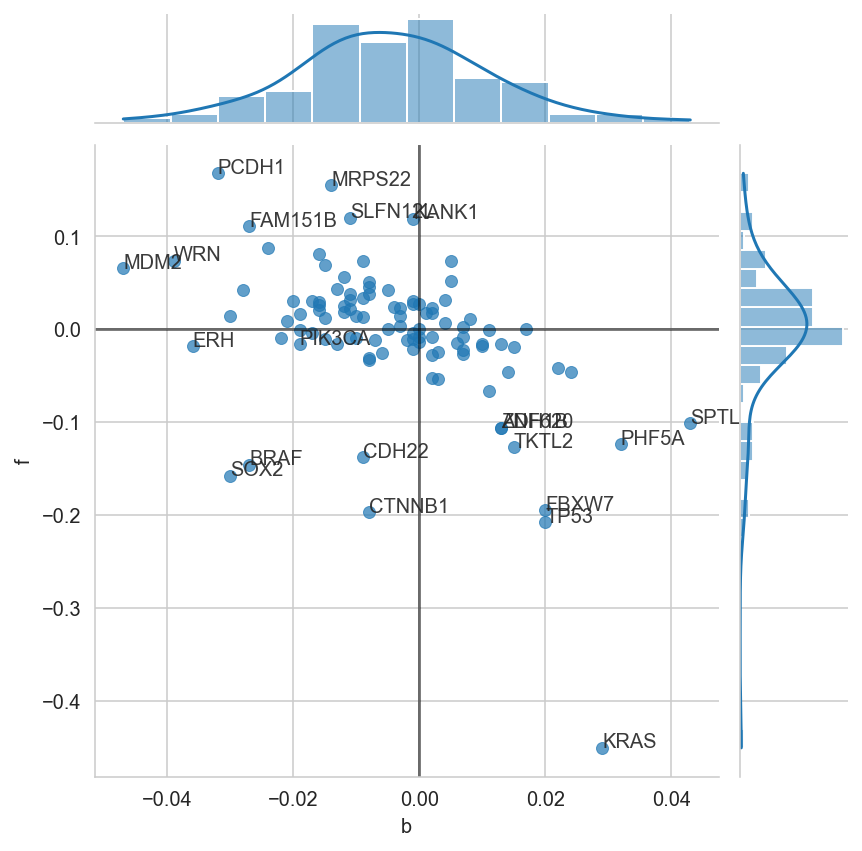 PCDH1
MRPS22
SLFN12L
KANK1
FAM151B
0.1
WRN
MDM2
0.0
ERH
PIK3CA
−0.1
SPTL
PHF5A
TKTL2
CDH22
BRAF
SOX2
CTNNB1
FBXW7
TP53
−0.2
f
−0.3
−0.4
KRAS
−0.04
−0.02
0.00
0.02
0.04
b